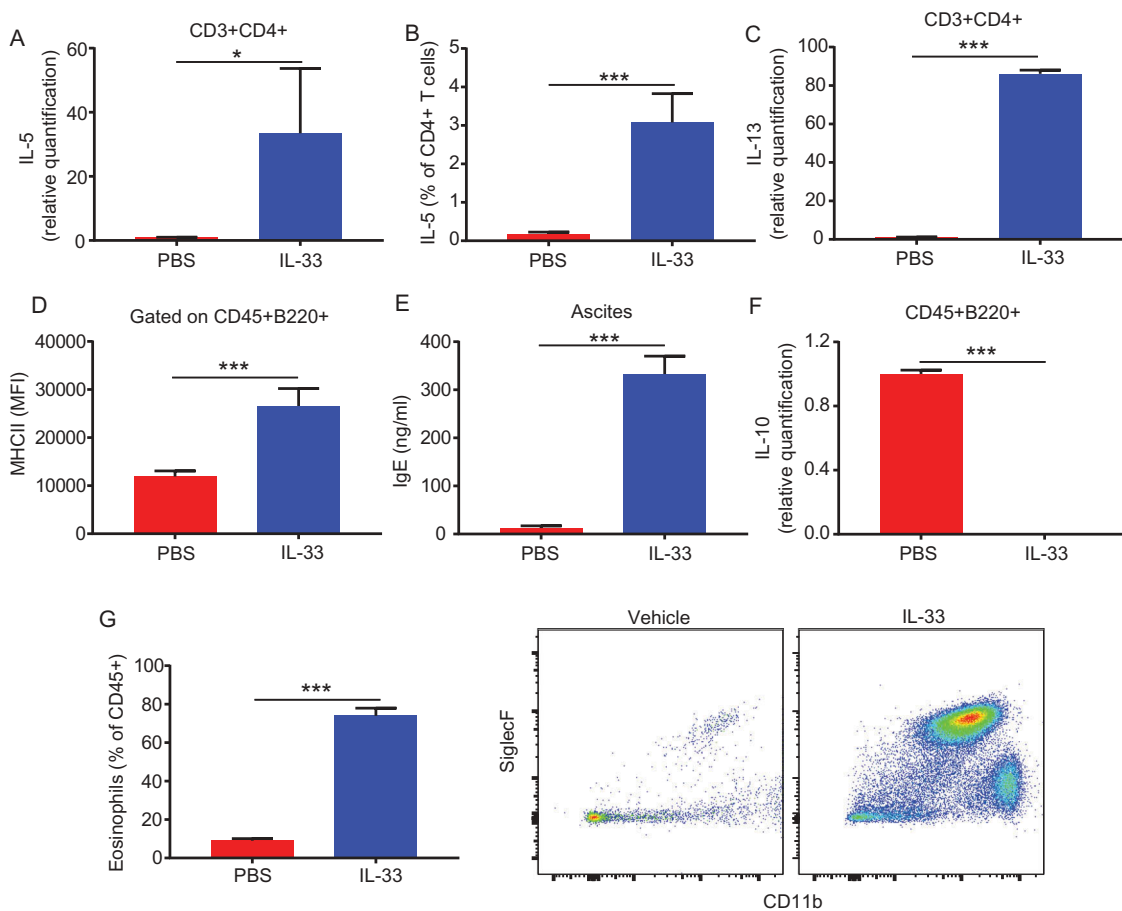 A
CD3+CD4+
*
IL-5
(relative quantification)
60
40
20
0
PBS
IL-33
B
***
IL-5 (% of CD4+ T cells)
5
4
3
2
1
0
PBS
IL-33
C
CD3+CD4+
***
IL-13
(relative quantification)
100
80
60
40
20
0
PBS
IL-33
D
Gated on CD45+B220+
***
MHCII (MFI)
40000
30000
20000
10000
0
PBS
IL-33
E
Ascites
***
IgE (ng/ml)
400
300
200
100
0
PBS
IL-33
F
CD45+B220+
***
IL-10
(relative quantification)
1.2
0.8
0.4
0.0
PBS
IL-33
G
***
Eosinophils (% of CD45+)
100
80
60
40
20
0
PBS
IL-33
Vehicle
IL-33
SiglecF
CD11b